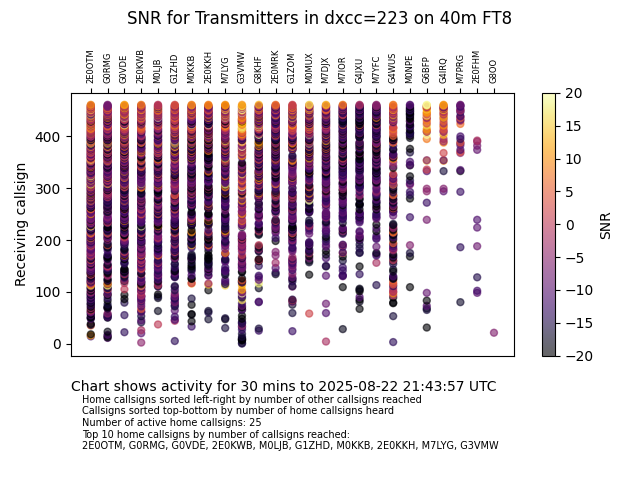 SNR for Transmitters in dxcc=223 on 40m FT8
2E0OTM G0RMG G0VDE 2E0KWB M0LJB G1ZHD M0KKB 2E0KKH M7LYG G3VMW G8KHF 2E0MRK G1ZOM M0MUX M7DJX M7IOR G4JXU M7YFC G4WUS M0NPE G6BFP G4IRQ M7PRG 2E0FHM G8OO
400
300
200
100
0
Receiving callsign
20
15
10
5
0
−5
−10
−15
−20
SNR
Chart shows activity for 30 mins to 2025-08-22 21:43:57 UTC
Home callsigns sorted left-right by number of other callsigns reached
Callsigns sorted top-bottom by number of home callsigns heard
Number of active home callsigns: 25
Top 10 home callsigns by number of callsigns reached:
2E0OTM, G0RMG, G0VDE, 2E0KWB, M0LJB, G1ZHD, M0KKB, 2E0KKH, M7LYG, G3VMW